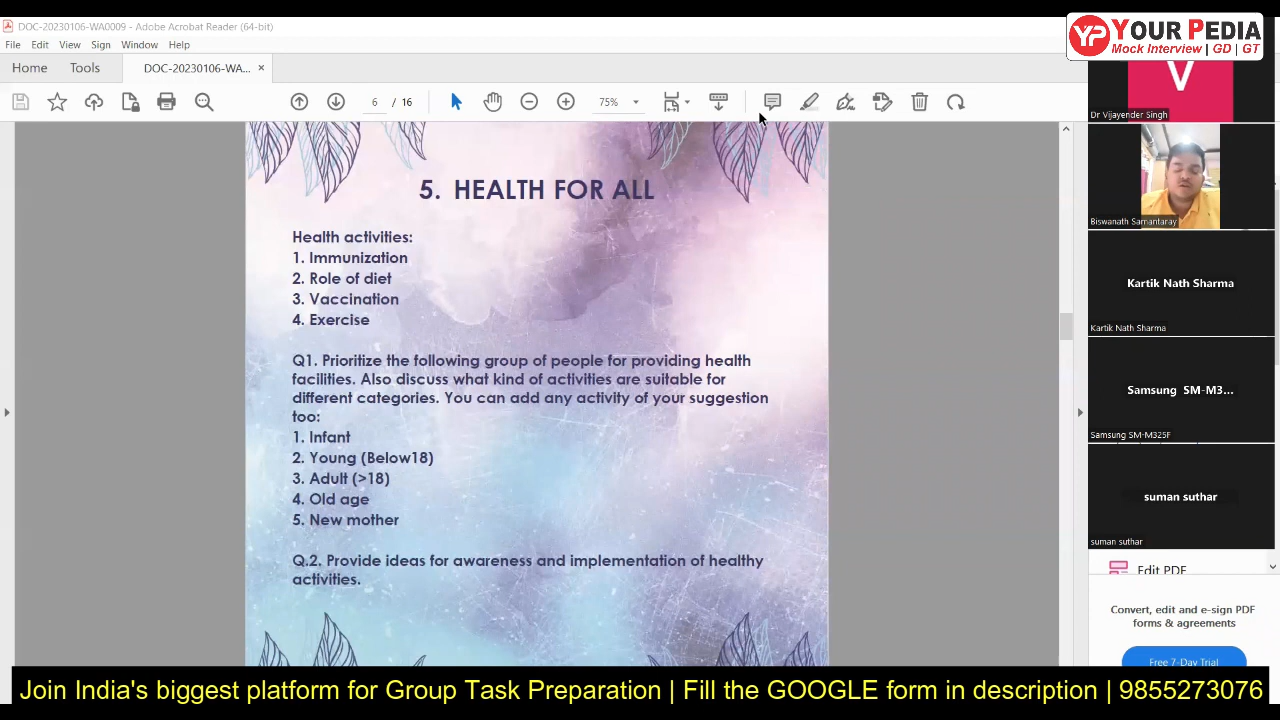 DOC-20230106-WA0009 - Adobe Acrobat Reader (64-bit)
File Edit View Sign Window Help
Home Tools DOC-20230106-WA... ×
6 / 16 75%
YP YOUR PEDIA
Mock Interview | GD | GT
V
Dr Vijayender Singh
Biswanath Samantaray
Kartik Nath Sharma
Kartik Nath Sharma
Samsung SM-M3...
Samsung SM-M325F
suman suthar
suman suthar
5. HEALTH FOR ALL
Health activities:
1. Immunization
2. Role of diet
3. Vaccination
4. Exercise
Q1. Prioritize the following group of people for providing health
facilities. Also discuss what kind of activities are suitable for
different categories. You can add any activity of your suggestion
too:
1. Infant
2. Young (Below18)
3. Adult (>18)
4. Old age
5. New mother
Q.2. Provide ideas for awareness and implementation of healthy
activities.
Edit PDF
Convert, edit and e-sign PDF
forms & agreements
Free 7-Day Trial
Join India's biggest platform for Group Task Preparation | Fill the GOOGLE form in description | 9855273076